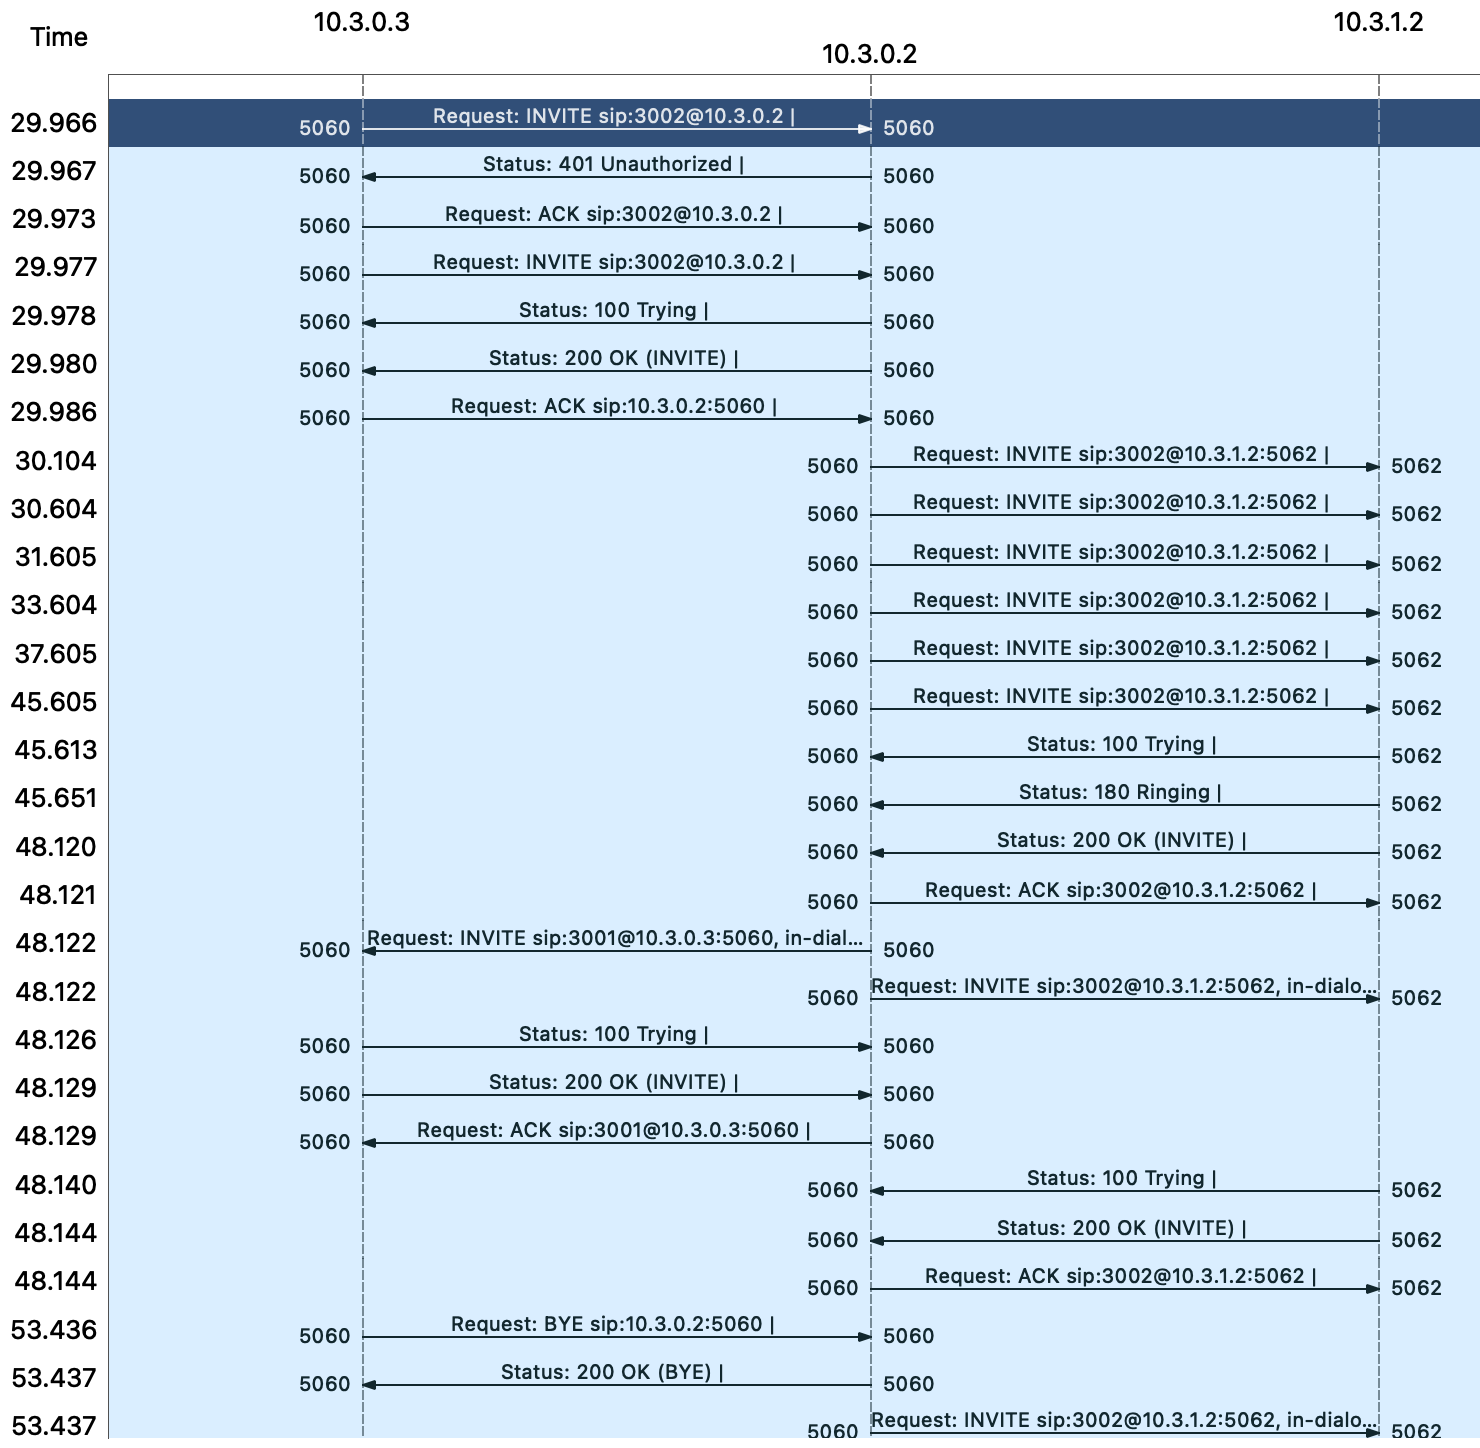 10.3.0.3 10.3.1.2
Time
10.3.0.2
29.966 5060 Request: INVITE sip:3002@10.3.0.2 | 5060
29.967 5060 Status: 401 Unauthorized | 5060
29.973 5060 Request: ACK sip:3002@10.3.0.2 | 5060
29.977 5060 Request: INVITE sip:3002@10.3.0.2 | 5060
29.978 5060 Status: 100 Trying | 5060
29.980 5060 Status: 200 OK (INVITE) | 5060
29.986 5060 Request: ACK sip:10.3.0.2:5060 | 5060
30.104 5060 Request: INVITE sip:3002@10.3.1.2:5062 | 5062
30.604 5060 Request: INVITE sip:3002@10.3.1.2:5062 | 5062
31.605 5060 Request: INVITE sip:3002@10.3.1.2:5062 | 5062
33.604 5060 Request: INVITE sip:3002@10.3.1.2:5062 | 5062
37.605 5060 Request: INVITE sip:3002@10.3.1.2:5062 | 5062
45.605 5060 Request: INVITE sip:3002@10.3.1.2:5062 | 5062
45.613 5060 Status: 100 Trying | 5062
45.651 5060 Status: 180 Ringing | 5062
48.120 5060 Status: 200 OK (INVITE) | 5062
48.121 5060 Request: ACK sip:3002@10.3.1.2:5062 | 5062
48.122 5060 Request: INVITE sip:3001@10.3.0.3:5060, in-dial... 5060
48.122 5060 Request: INVITE sip:3002@10.3.1.2:5062, in-dialo... 5062
48.126 5060 Status: 100 Trying | 5060
48.129 5060 Status: 200 OK (INVITE) | 5060
48.129 5060 Request: ACK sip:3001@10.3.0.3:5060 | 5060
48.140 5060 Status: 100 Trying | 5062
48.144 5060 Status: 200 OK (INVITE) | 5062
48.144 5060 Request: ACK sip:3002@10.3.1.2:5062 | 5062
53.436 5060 Request: BYE sip:10.3.0.2:5060 | 5060
53.437 5060 Status: 200 OK (BYE) | 5060
53.437 5060 Request: INVITE sip:3002@10.3.1.2:5062, in-dialo... 5062